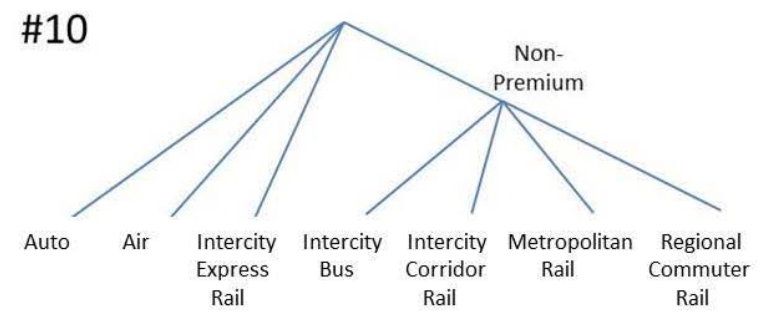 #10
Non-
Premium
Auto
Air
Intercity
Express
Rail
Intercity
Bus
Intercity
Corridor
Rail
Metropolitan
Rail
Regional
Commuter
Rail